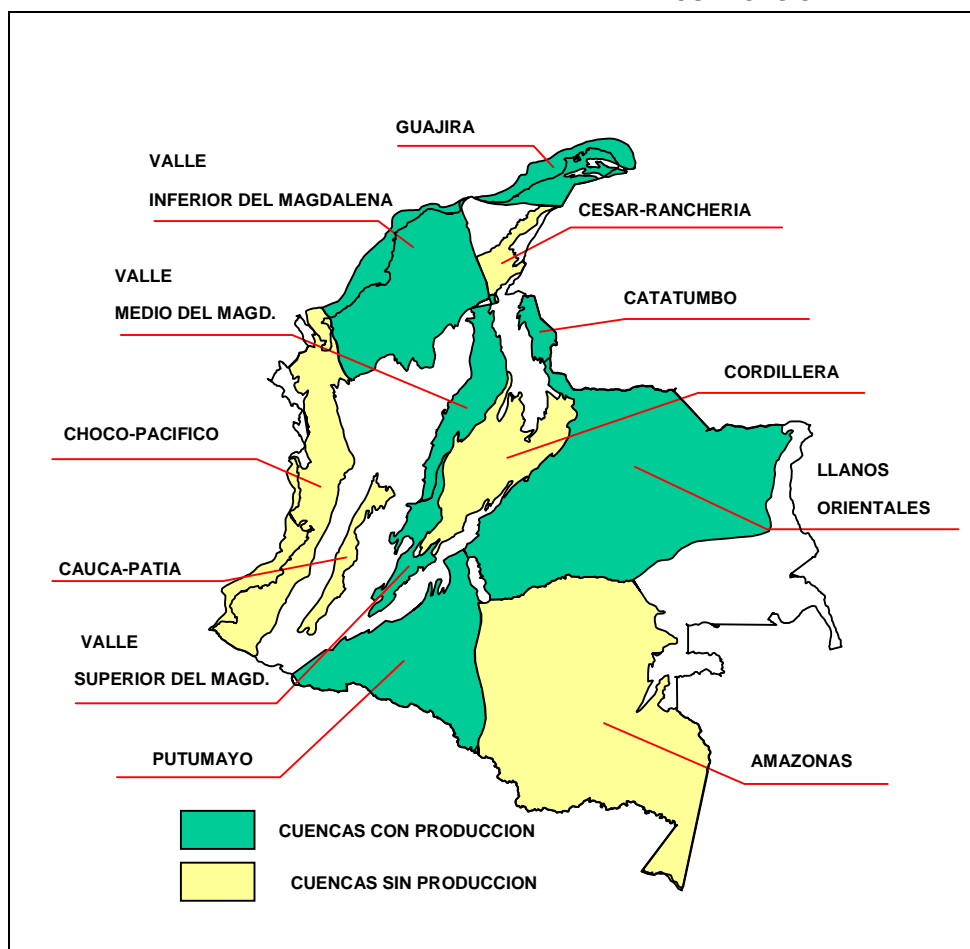 GUAJIRA
VALLE
INFERIOR DEL MAGDALENA
CESAR-RANCHERIA
VALLE
MEDIO DEL MAGD.
CATATUMBO
CORDILLERA
CHOCO-PACIFICO
LLANOS
ORIENTALES
CAUCA-PATIA
VALLE
SUPERIOR DEL MAGD.
PUTUMAYO
AMAZONAS
CUENCAS CON PRODUCCION
CUENCAS SIN PRODUCCION